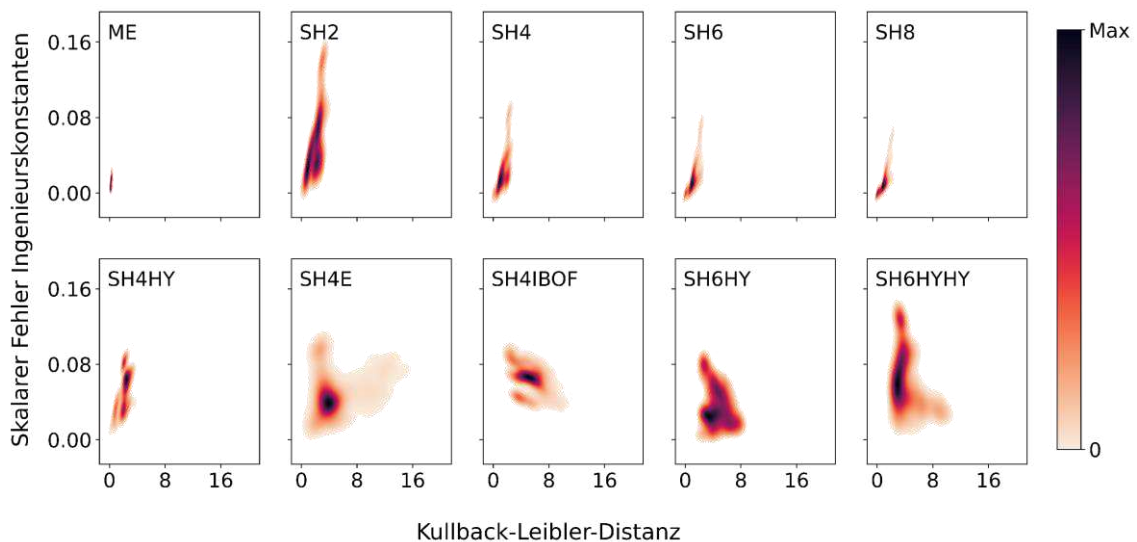 ME
SH2
SH4
SH6
SH8
Max
0.16
0.08
0.00
Skalarer Fehler Ingenieurskonstanten
SH4HY
SH4E
SH4IBOF
SH6HY
SH6HYHY
0.16
0.08
0.00
0
0 8 16
0 8 16
0 8 16
0 8 16
0 8 16
Kullback-Leibler-Distanz